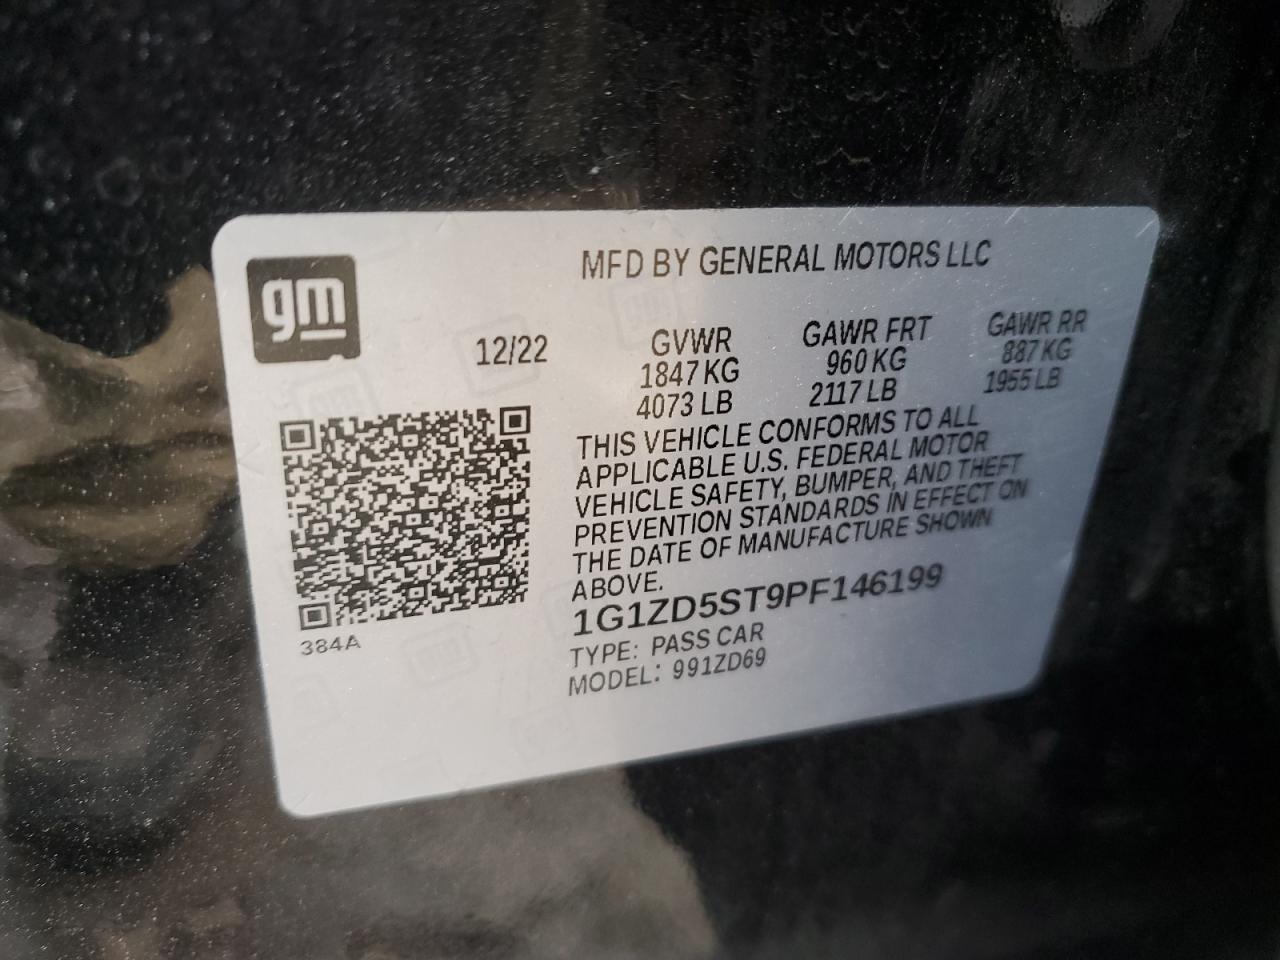 gm
MFD BY GENERAL MOTORS LLC
12/22
GVWR
1847 KG
4073 LB
GAWR FRT
960 KG
2117 LB
GAWR RR
887 KG
1955 LB
THIS VEHICLE CONFORMS TO ALL
APPLICABLE U.S. FEDERAL MOTOR
VEHICLE SAFETY, BUMPER, AND THEFT
PREVENTION STANDARDS IN EFFECT ON
THE DATE OF MANUFACTURE SHOWN
ABOVE.
1G1ZD5ST9PF146199
TYPE: PASS CAR
MODEL: 991ZD69
384A